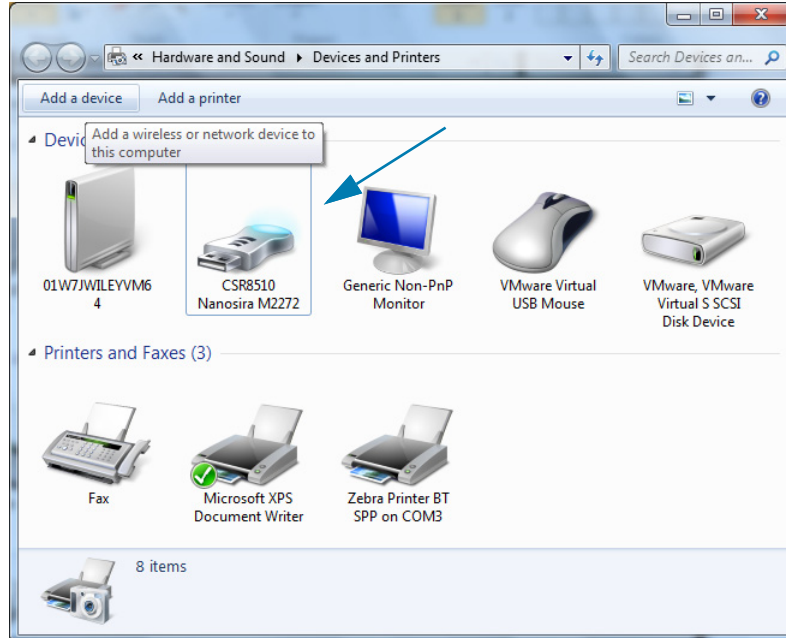 « Hardware and Sound ▸ Devices and Printers
Search Devices an...
Add a device
Add a printer
Add a wireless or network device to
this computer
Devic
01W7JWILEYVM6
4
CSR8510
Nanosira M2272
Generic Non-PnP
Monitor
VMware Virtual
USB Mouse
VMware, VMware
Virtual S SCSI
Disk Device
Printers and Faxes (3)
Fax
Microsoft XPS
Document Writer
Zebra Printer BT
SPP on COM3
8 items